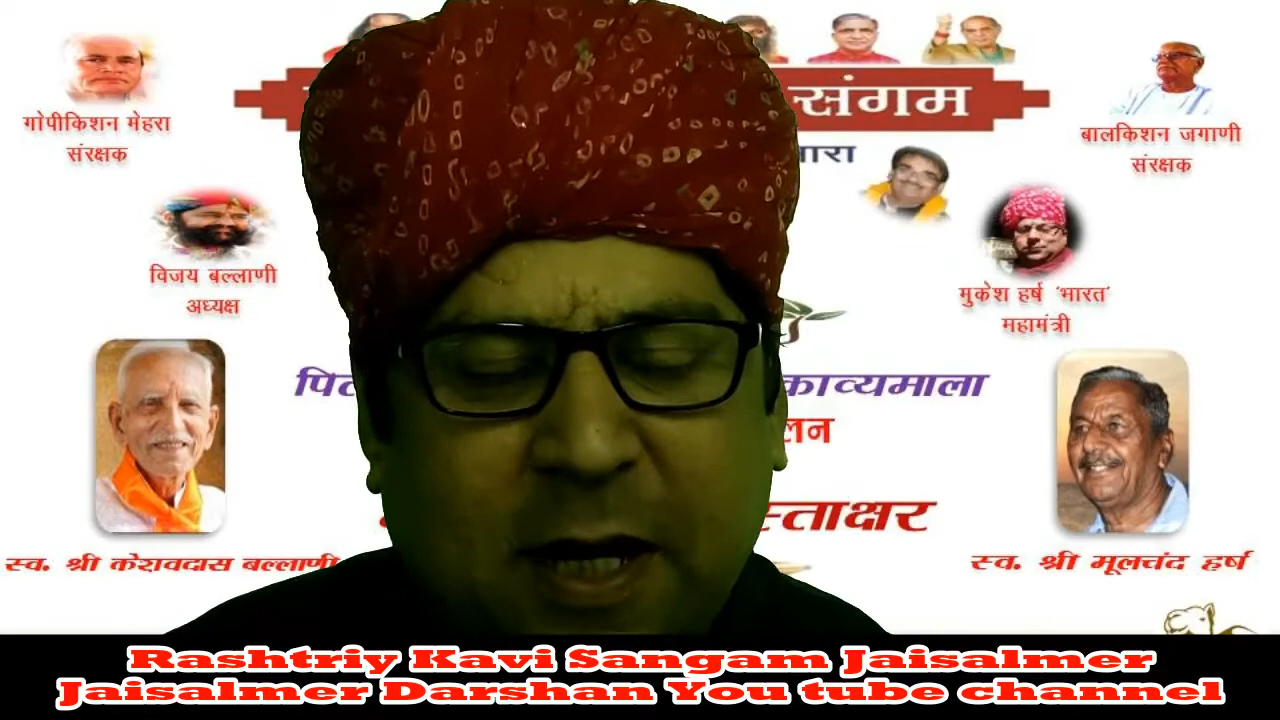 संगम
गोपीकिशन मेहरा
संरक्षक
बालकिशन जगाणी
संरक्षक
विजय बल्लाणी
अध्यक्ष
मुकेश हर्ष 'भारत'
महामंत्री
काव्यमाला
स्व. श्री केशवदास बल्लाणी
स्व. श्री मूलचंद हर्ष
Rashtriy Kavi Sangam Jaisalmer
Jaisalmer Darshan You tube channel